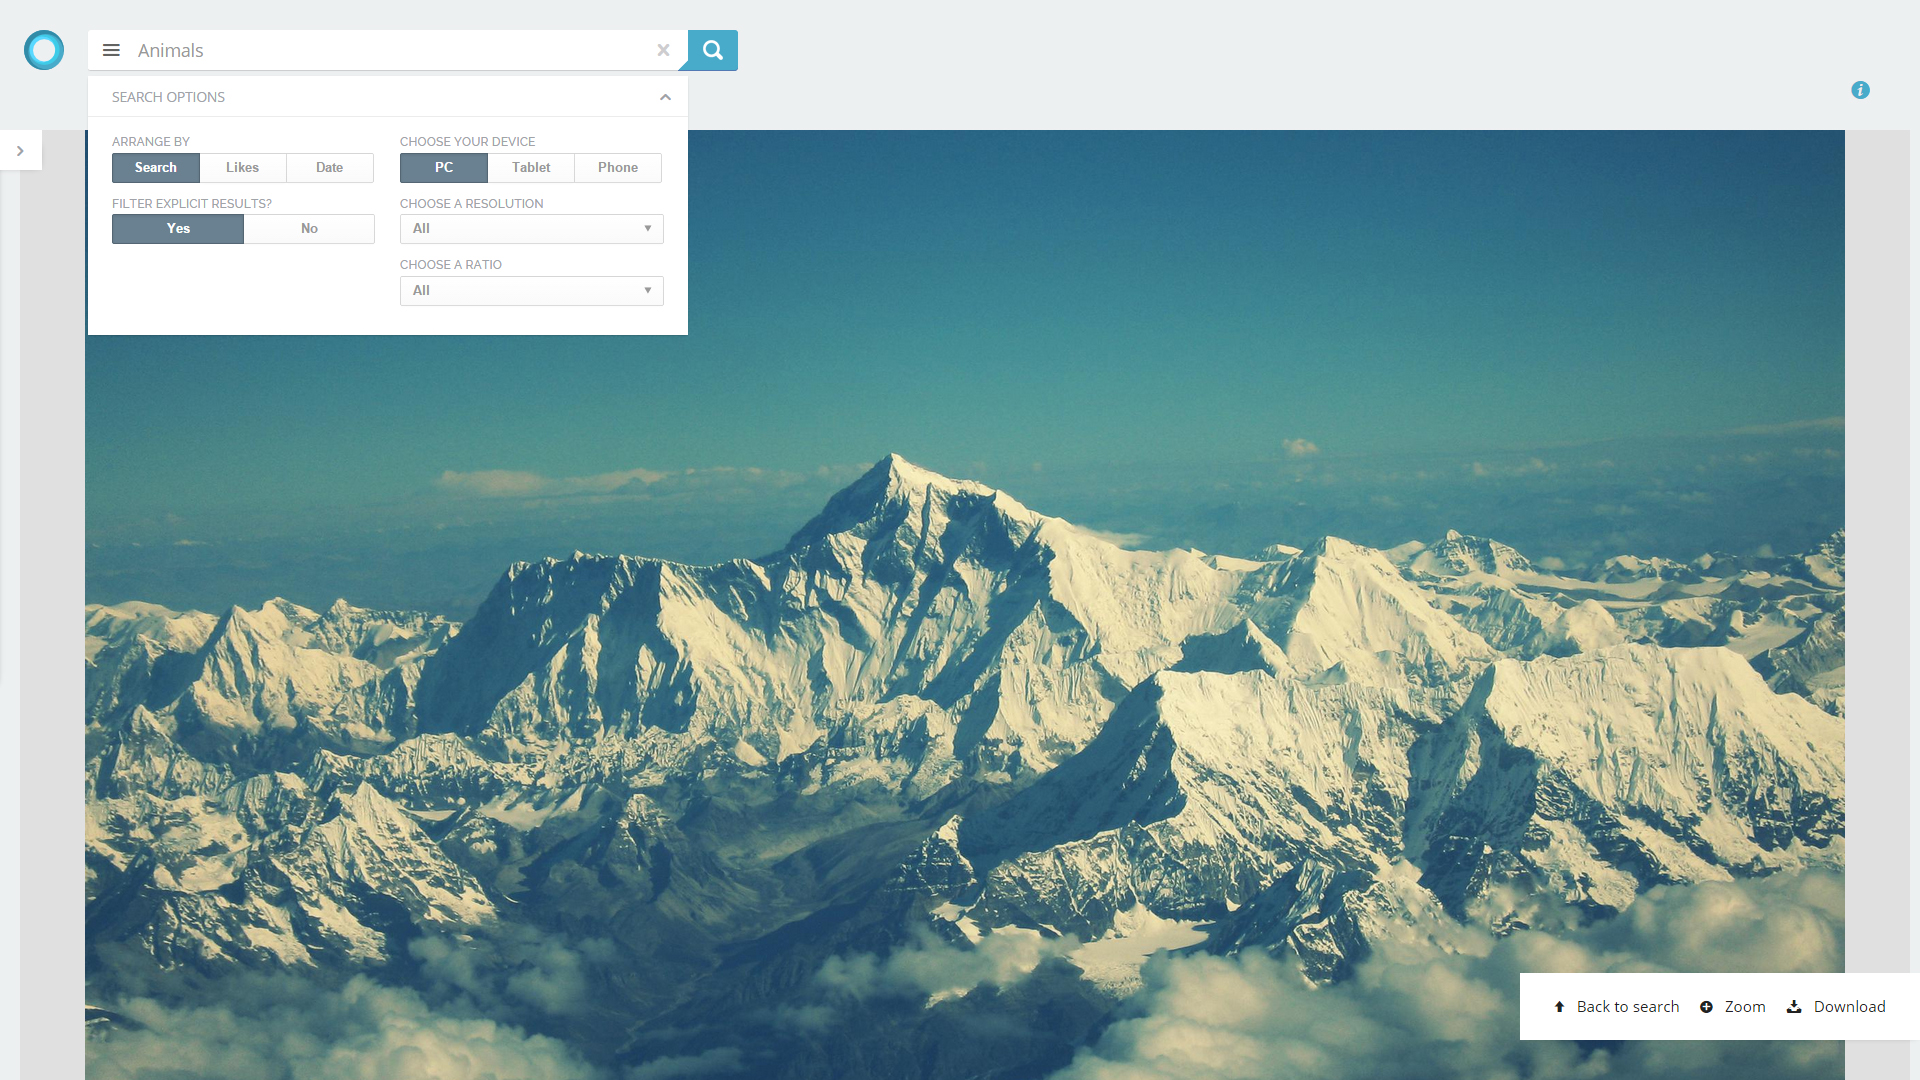 Animals
SEARCH OPTIONS
ARRANGE BY
Search Likes Date
FILTER EXPLICIT RESULTS?
Yes No
CHOOSE YOUR DEVICE
PC Tablet Phone
CHOOSE A RESOLUTION
All
CHOOSE A RATIO
All
Back to search Zoom Download